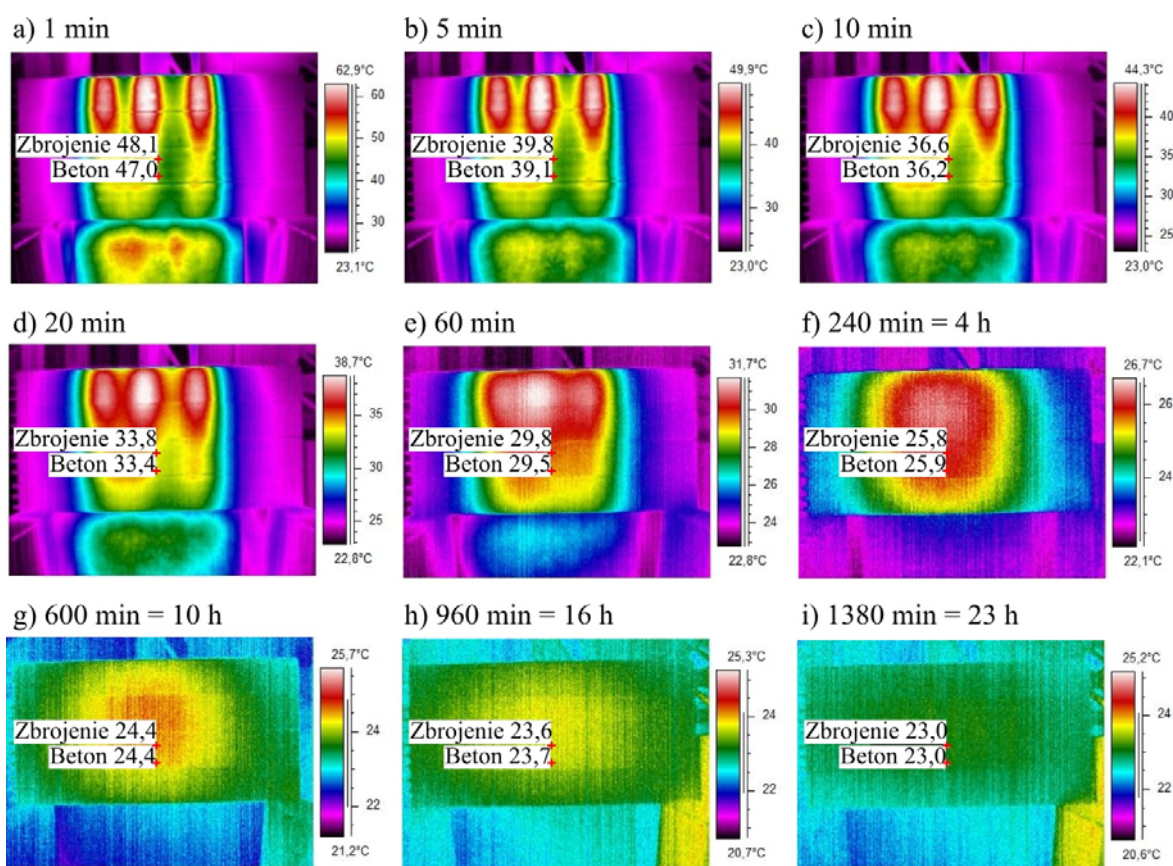 a) 1 min
62,9°C
60
50
40
30
23,1°C
Zbrojenie 48,1
Beton 47,0
b) 5 min
49,9°C
40
30
23,0°C
Zbrojenie 39,8
Beton 39,1
c) 10 min
44,3°C
40
35
30
25
23,0°C
Zbrojenie 36,6
Beton 36,2
d) 20 min
38,7°C
35
30
25
22,8°C
Zbrojenie 33,8
Beton 33,4
e) 60 min
31,7°C
30
28
26
24
22,8°C
Zbrojenie 29,8
Beton 29,5
f) 240 min = 4 h
26,7°C
26
24
22,1°C
Zbrojenie 25,8
Beton 25,9
g) 600 min = 10 h
25,7°C
24
22
21,2°C
Zbrojenie 24,4
Beton 24,4
h) 960 min = 16 h
25,3°C
24
22
20,7°C
Zbrojenie 23,6
Beton 23,7
i) 1380 min = 23 h
25,2°C
24
22
20,6°C
Zbrojenie 23,0
Beton 23,0